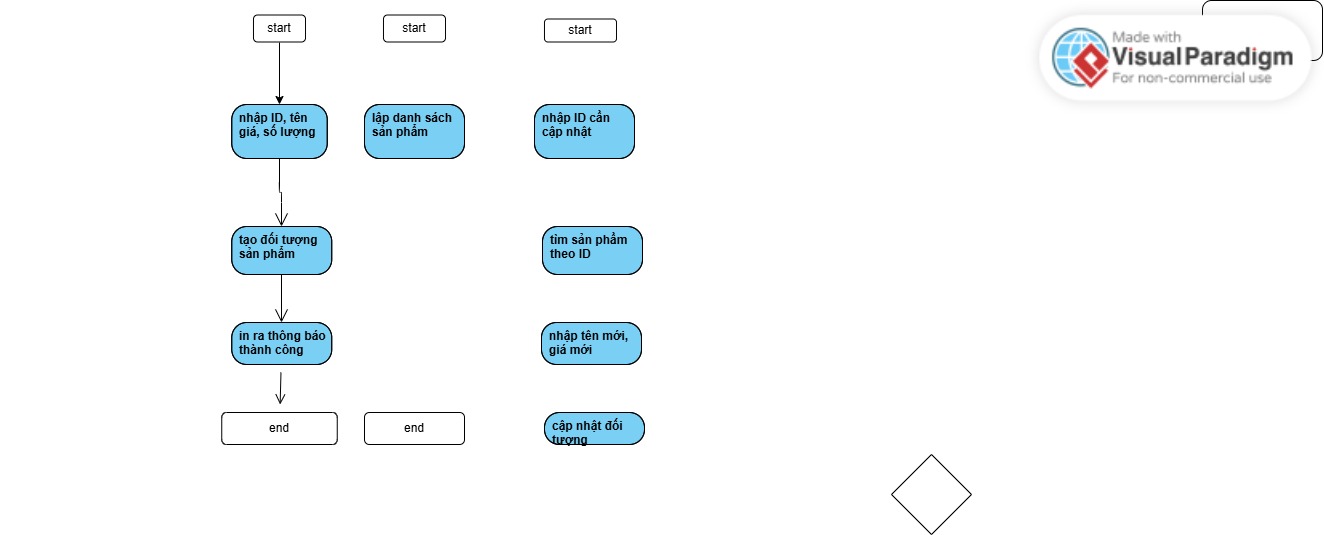 start
start
start
Made with
Visual Paradigm
For non-commercial use
nhập ID, tên
giá, số lượng
lập danh sách
sản phẩm
nhập ID cần
cập nhật
tạo đối tượng
sản phẩm
tìm sản phẩm
theo ID
in ra thông báo
thành công
nhập tên mới,
giá mới
end
end
cập nhật đối
tượng